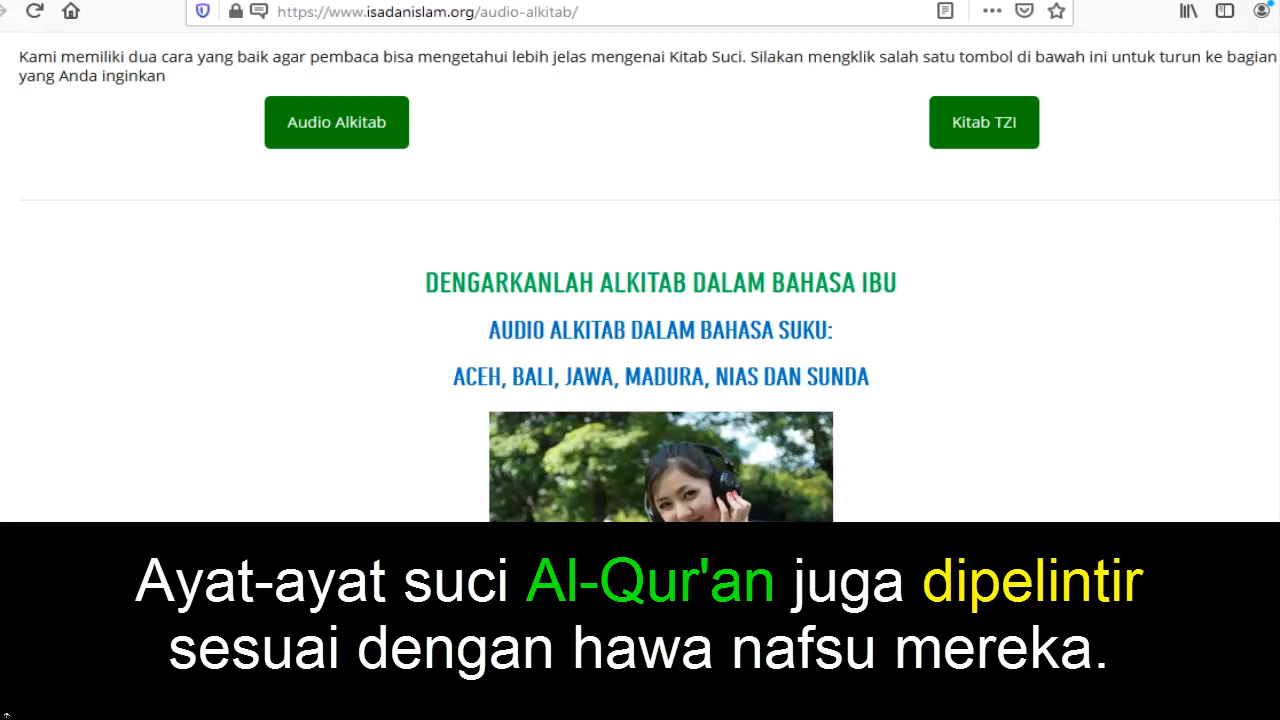 https://www.isadanislam.org/audio-alkitab/
Kami memiliki dua cara yang baik agar pembaca bisa mengetahui lebih jelas mengenai Kitab Suci. Silakan mengklik salah satu tombol di bawah ini untuk turun ke bagian
yang Anda inginkan
Audio Alkitab
Kitab TZI
DENGARKANLAH ALKITAB DALAM BAHASA IBU
AUDIO ALKITAB DALAM BAHASA SUKU:
ACEH, BALI, JAWA, MADURA, NIAS DAN SUNDA
Ayat-ayat suci Al-Qur'an juga dipelintir
sesuai dengan hawa nafsu mereka.